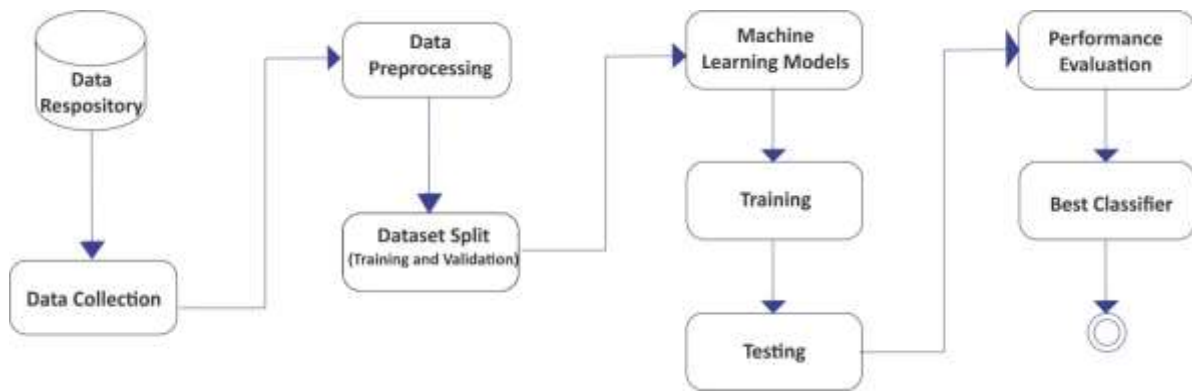 Data
Respository
Data Collection
Data
Preprocessing
Dataset Split
(Training and Validation)
Machine
Learning Models
Training
Testing
Performance
Evaluation
Best Classifier